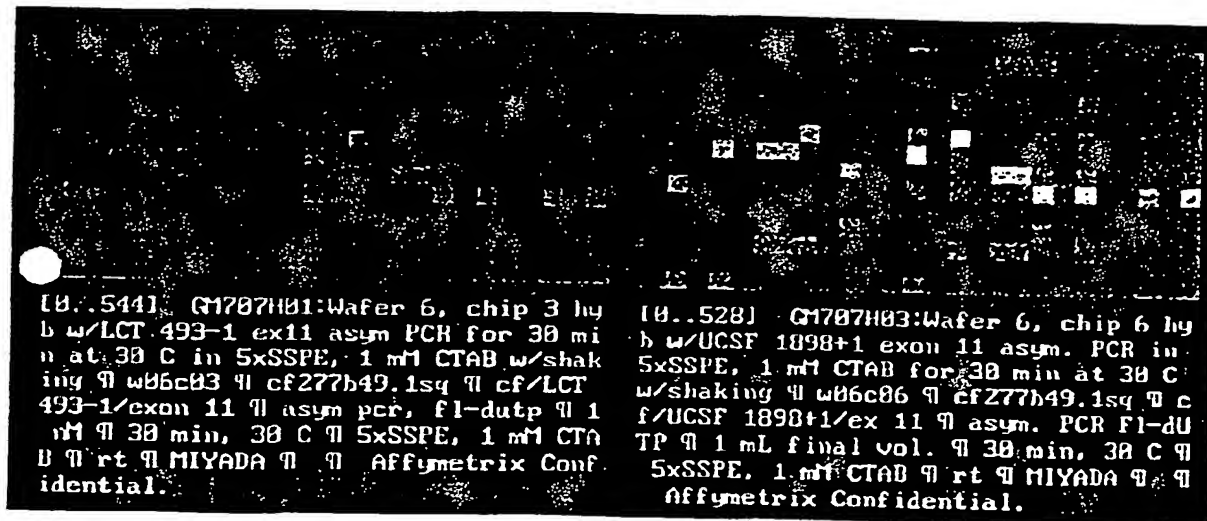 [0..544] GM707H01:Wafer 6, chip 3 hy
b w/LCT 493-1 ex11 asym PCR for 30 mi
n at 30 C in 5xSSPE, 1 mM CTAB w/shak
ing ¶ w06c03 ¶ cf277b49.1sq ¶ cf/LCT
493-1/exon 11 ¶ asym pcr, fl-dutp ¶ 1
nM ¶ 30 min, 30 C ¶ 5xSSPE, 1 mM CTA
B ¶ rt ¶ MIYADA ¶ ¶ Affymetrix Conf
idential.
[0..528] GM707H03:Wafer 6, chip 6 hy
b w/UCSF 1898+1 exon 11 asym. PCR in
5xSSPE, 1 mM CTAB for 30 min at 30 C
w/shaking ¶ w06c06 ¶ cf277b49.1sq ¶ c
f/UCSF 1898+1/ex 11 ¶ asym. PCR Fl-dU
TP ¶ 1 mL final vol. ¶ 30 min, 30 C ¶
5xSSPE, 1 mM CTAB ¶ rt ¶ MIYADA ¶ ¶
Affymetrix Confidential.